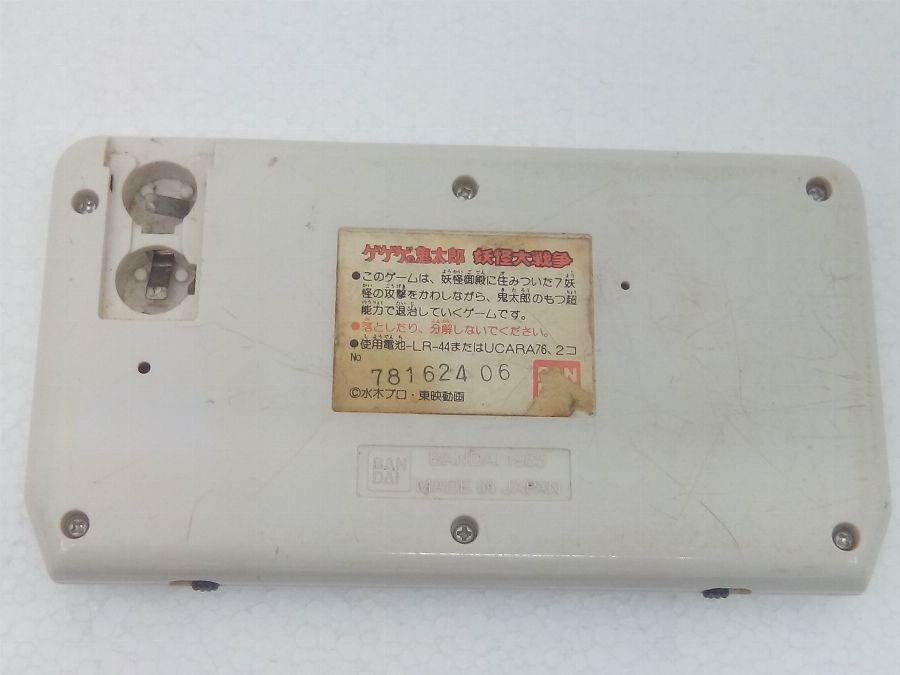 ゲゲゲの鬼太郎 妖怪大戦争
●このゲームは、妖怪御殿に住みついた7妖
怪の攻撃をかわしながら、鬼太郎のもつ超
能力で退治していくゲームです。
●落としたり、分解しないでください。
●使用電池-LR-44またはUCARA76、2コ
No
781624 06
BAN
©水木プロ・東映動画
BAN
DAI
BANDAI 1985
MADE IN JAPAN